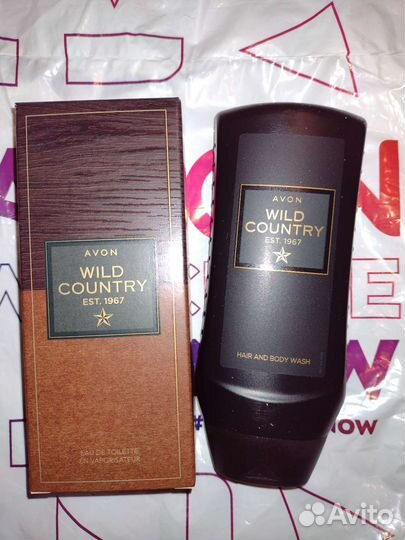 AVON
WILD
COUNTRY
EST. 1967
EAU DE TOILETTE
EN VAPORISATEUR
AVON
WILD
COUNTRY
EST. 1967
HAIR AND BODY WASH
Avito